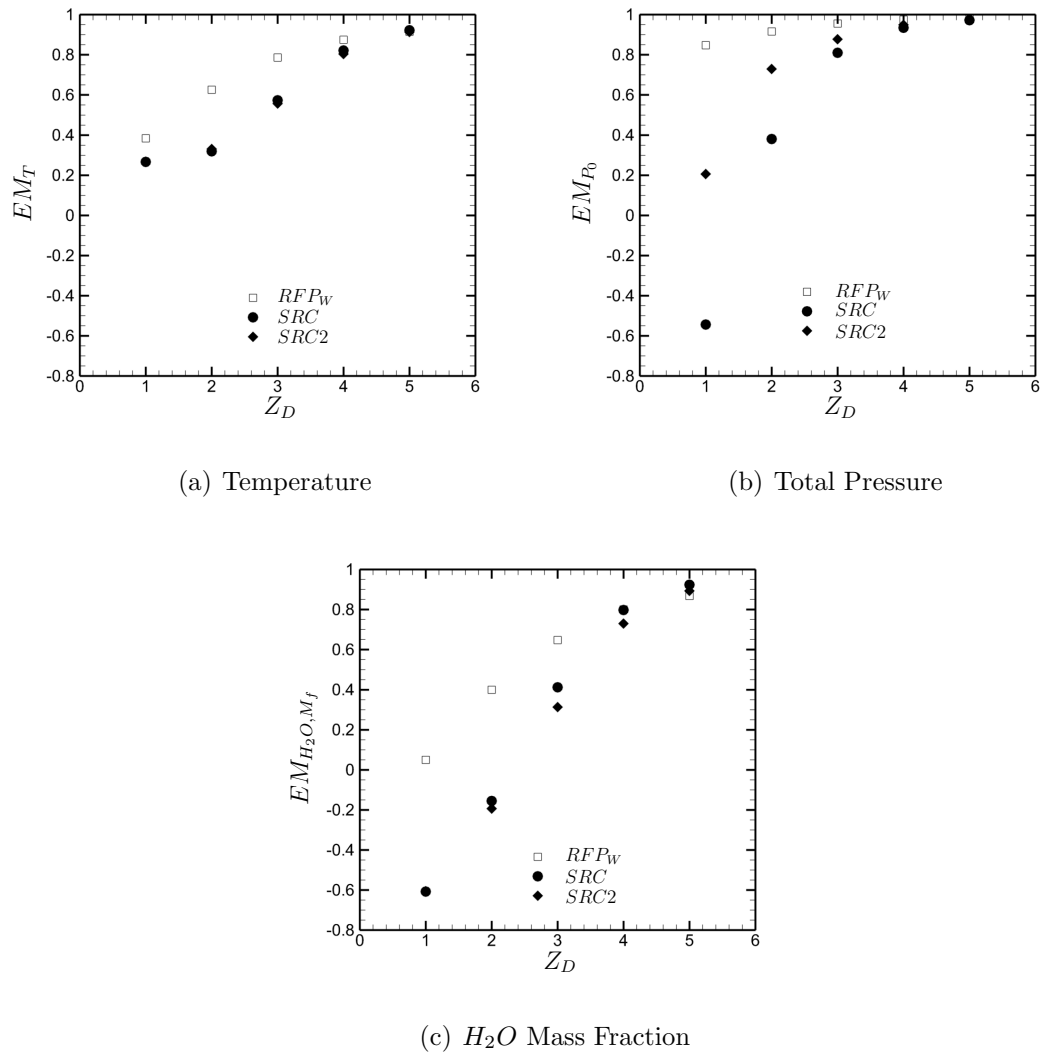 1
0.8
0.6
0.4
0.2
0
-0.2
-0.4
-0.6
-0.8
0 1 2 3 4 5 6
EM_T
Z_D
RFP_W
SRC
SRC2
(a) Temperature
1
0.8
0.6
0.4
0.2
0
-0.2
-0.4
-0.6
-0.8
0 1 2 3 4 5 6
EM_{P_0}
Z_D
RFP_W
SRC
SRC2
(b) Total Pressure
1
0.8
0.6
0.4
0.2
0
-0.2
-0.4
-0.6
-0.8
0 1 2 3 4 5 6
EM_{H_2O,M_f}
Z_D
RFP_W
SRC
SRC2
(c) H_2O Mass Fraction